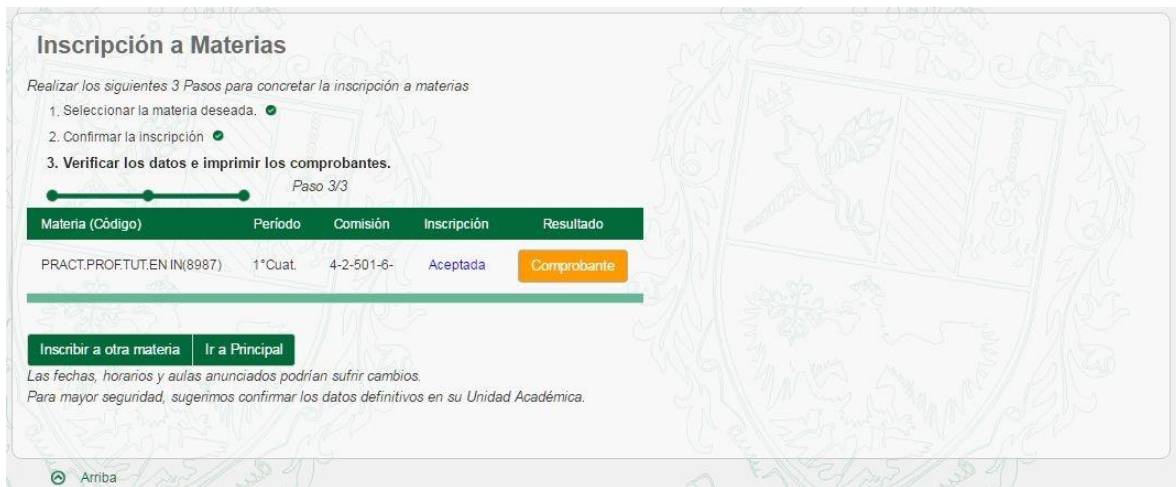 Inscripción a Materias
Realizar los siguientes 3 Pasos para concretar la inscripción a materias
1. Seleccionar la materia deseada.
2. Confirmar la inscripción
3. Verificar los datos e imprimir los comprobantes.
Paso 3/3
Materia (Código) Período Comisión Inscripción Resultado
PRACT.PROF.TUT.EN IN(8987) 1°Cuat. 4-2-501-6- Aceptada Comprobante
Inscribir a otra materia Ir a Principal
Las fechas, horarios y aulas anunciados podrían sufrir cambios.
Para mayor seguridad, sugerimos confirmar los datos definitivos en su Unidad Académica.
Arriba